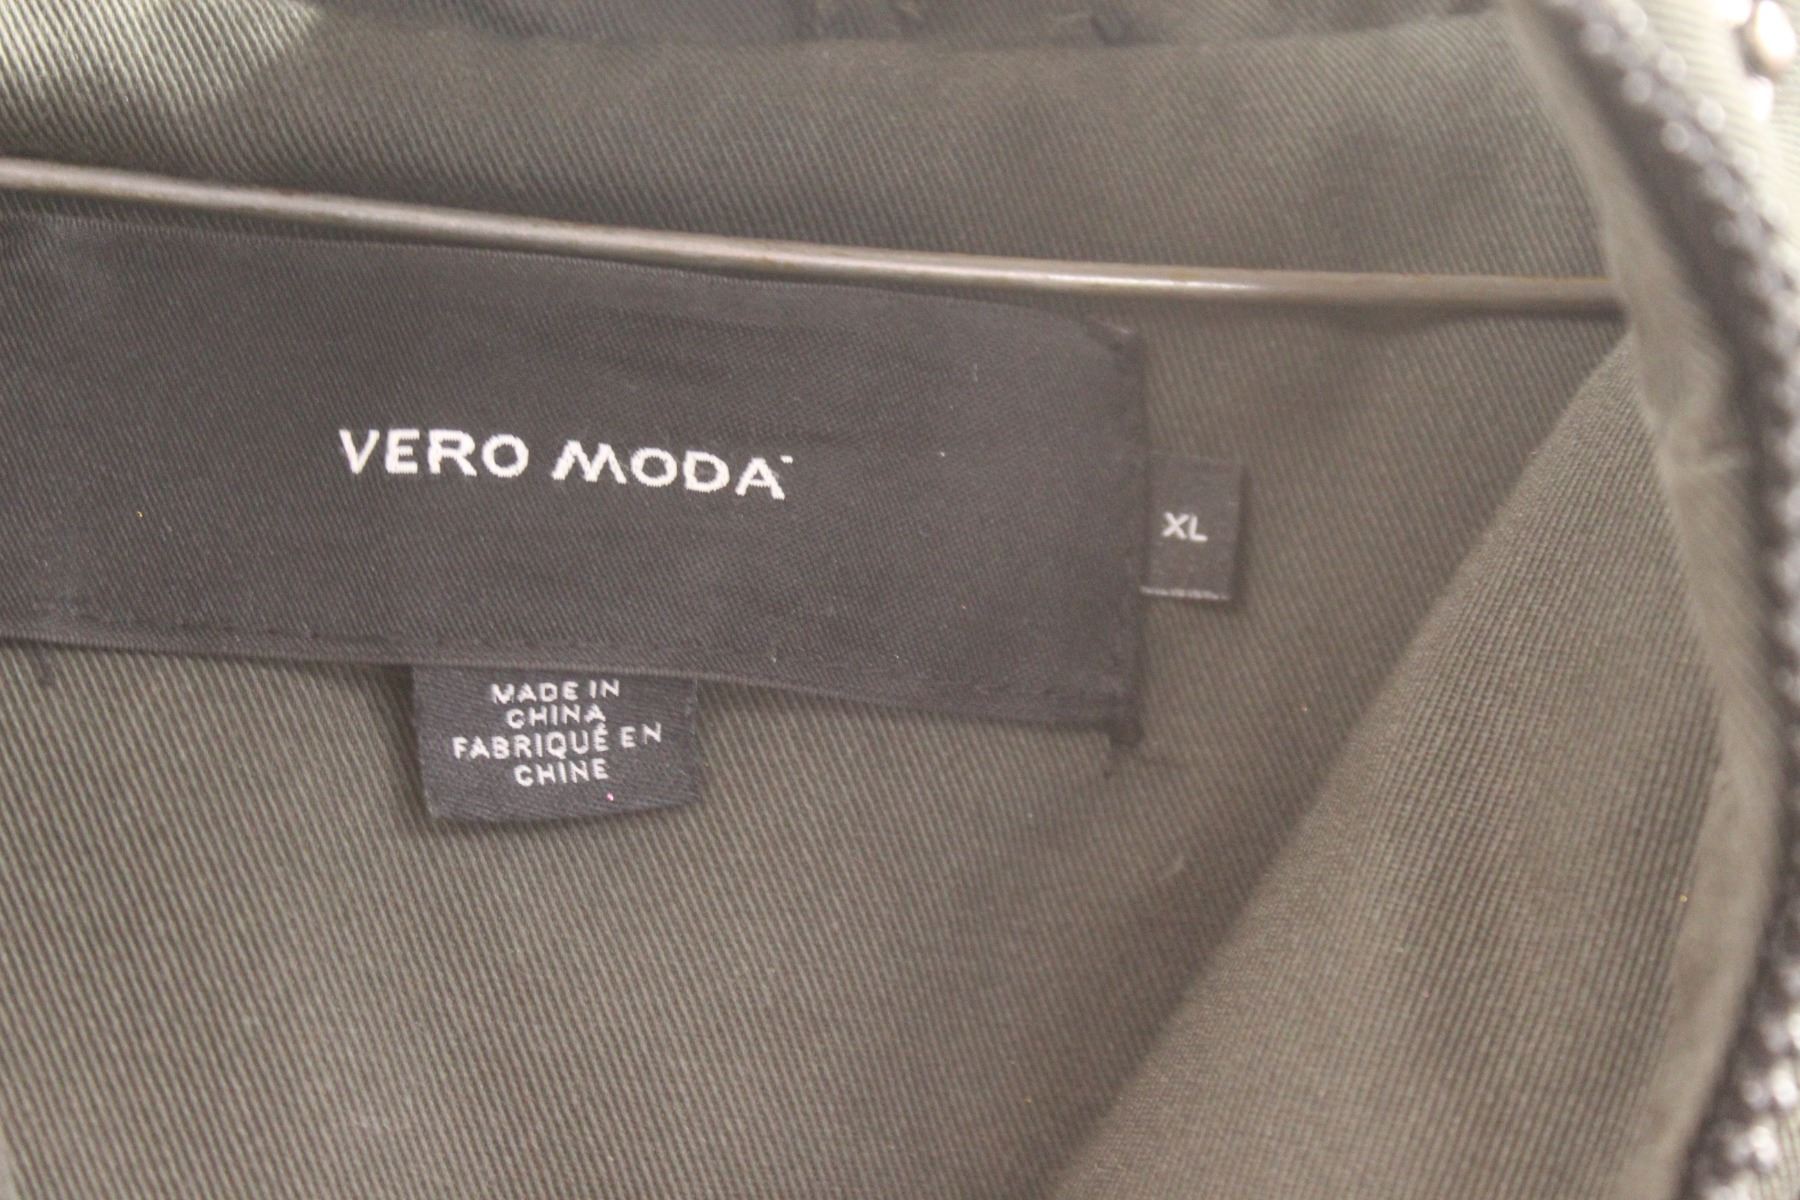 VERO MODA
XL
MADE IN
CHINA
FABRIQUÉ EN
CHINE